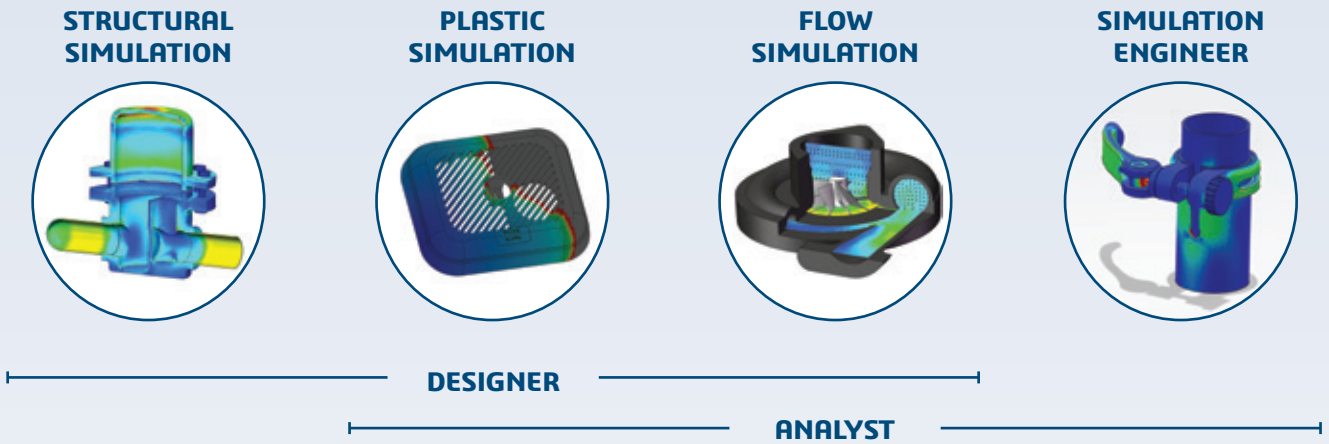 STRUCTURAL
SIMULATION
PLASTIC
SIMULATION
FLOW
SIMULATION
SIMULATION
ENGINEER
DESIGNER
ANALYST